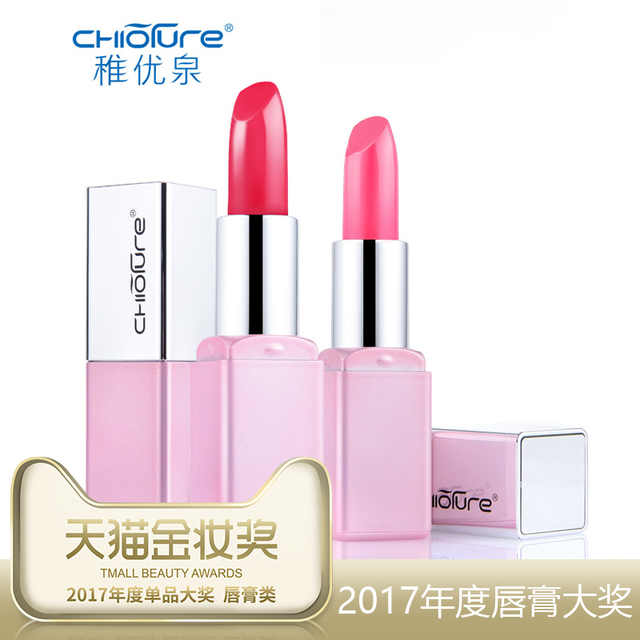 CHIOTURE®
稚优泉
CHIOTURE®
CHIOTURE®
天猫金妆奖
TMALL BEAUTY AWARDS
2017年度单品大奖 唇膏类
2017年度唇膏大奖